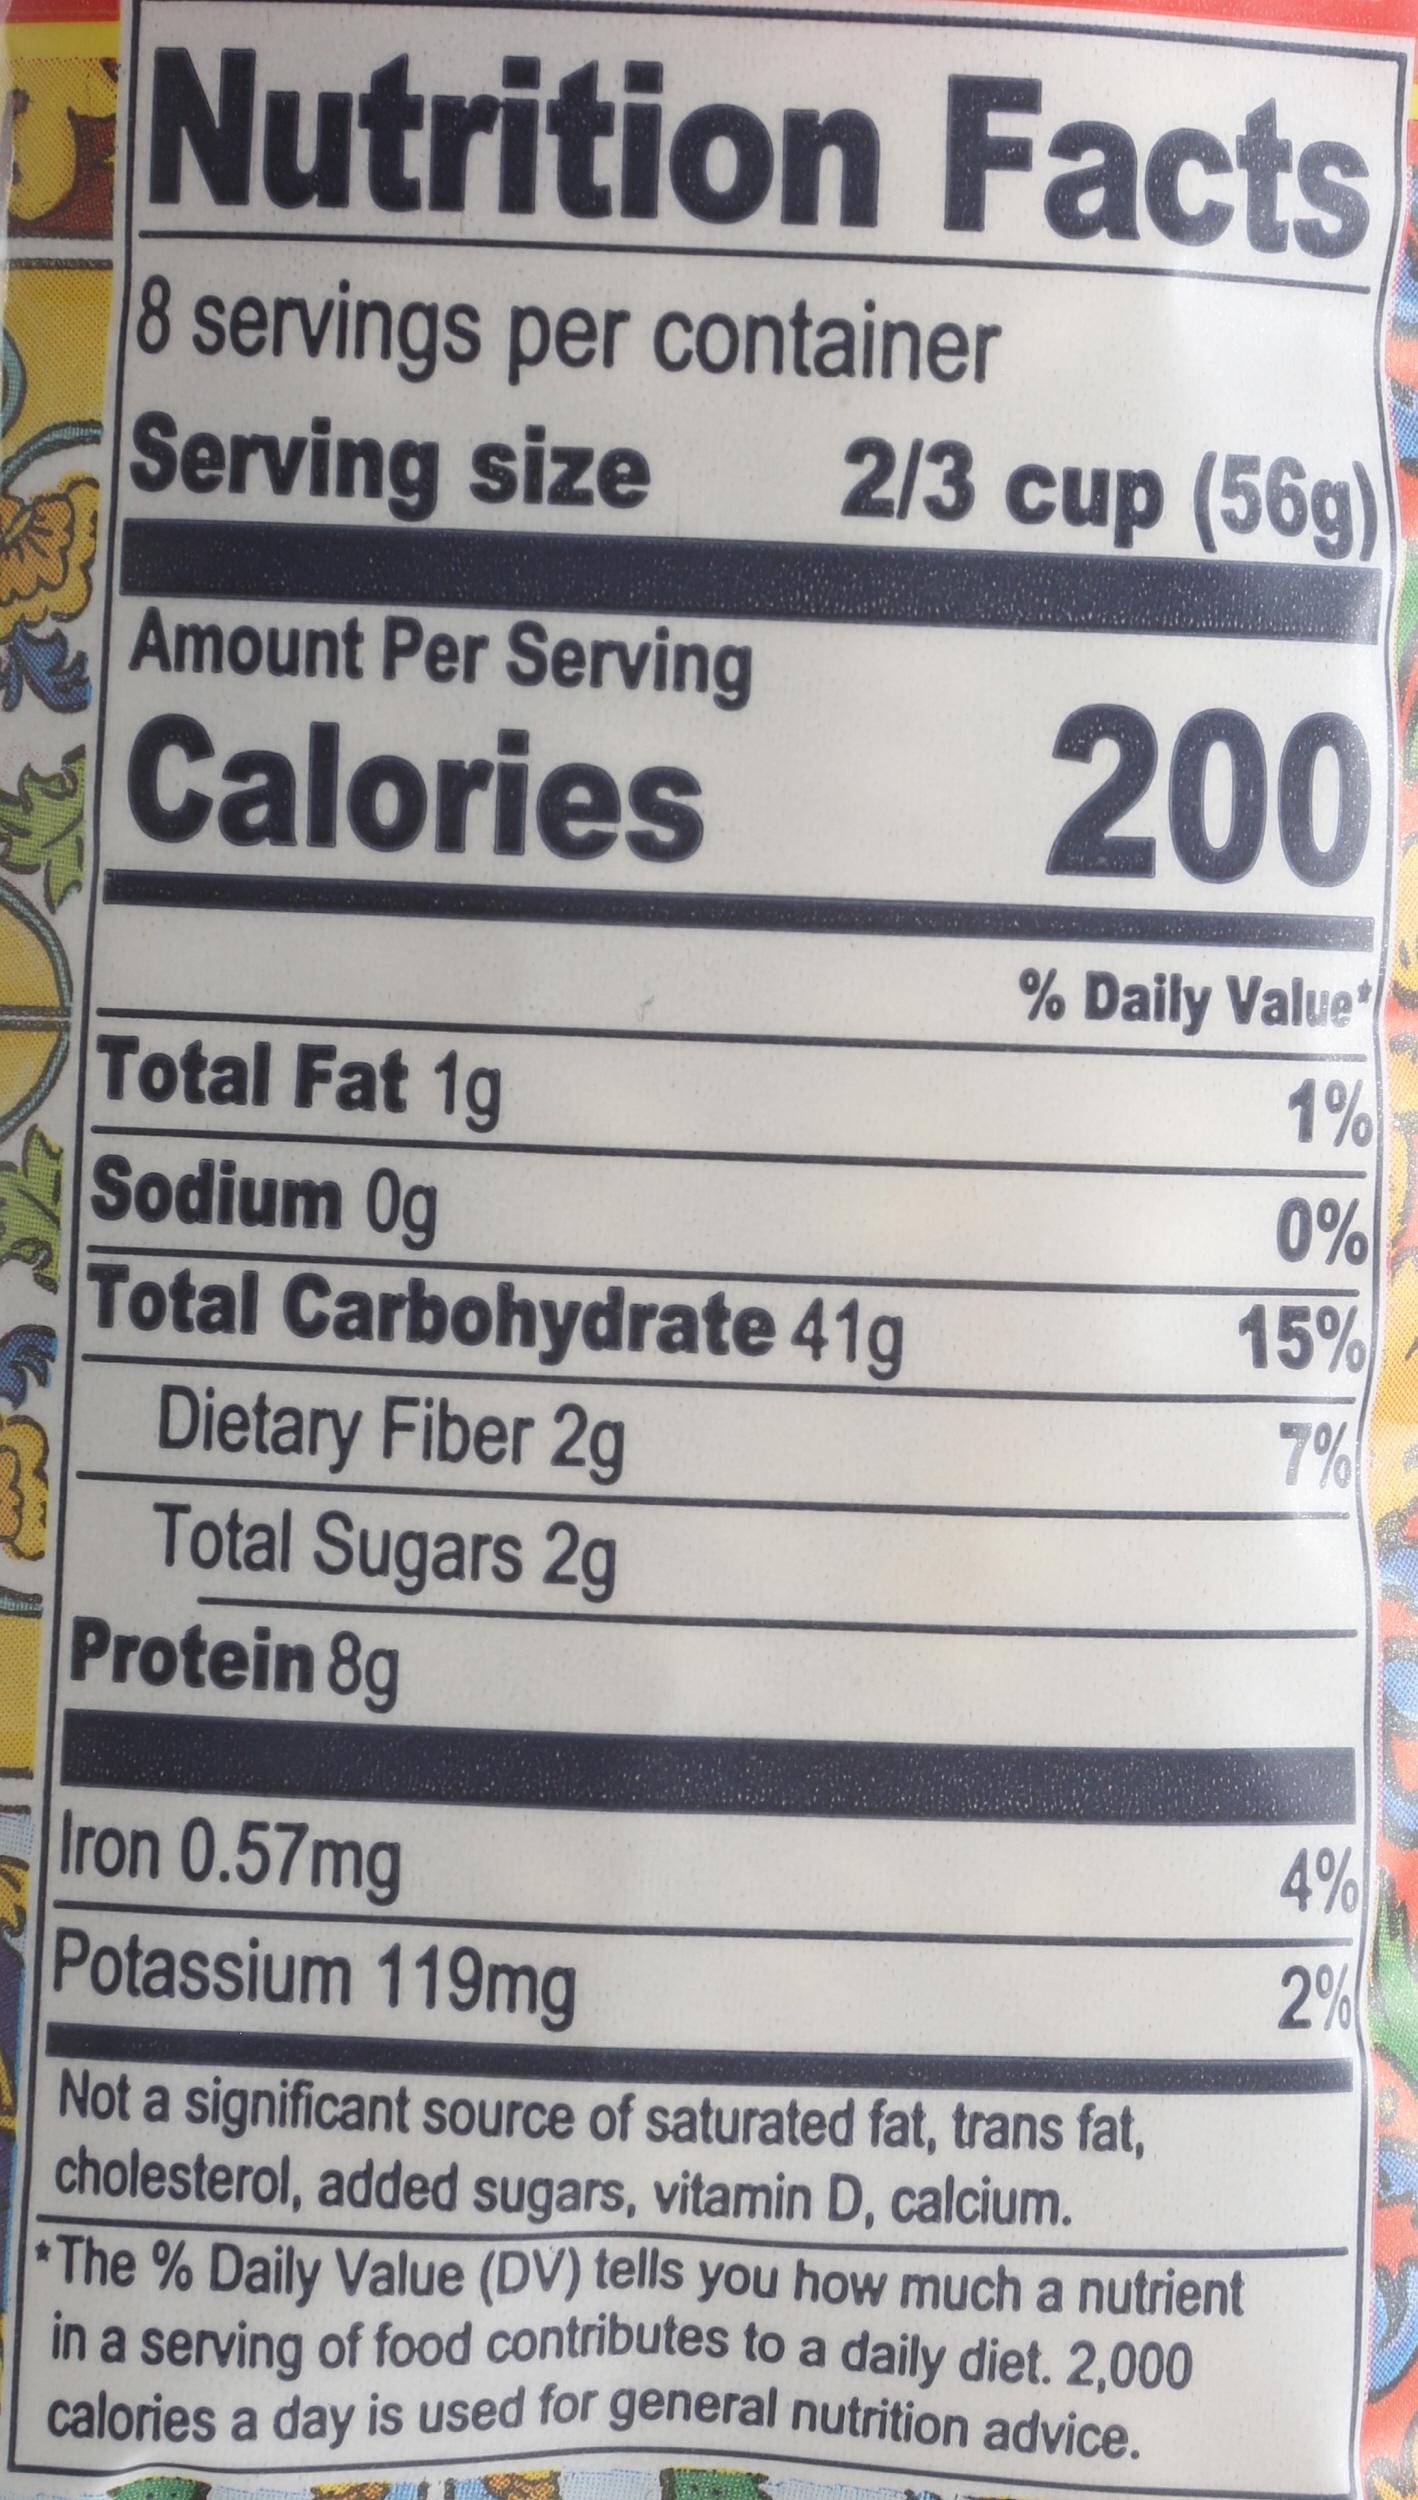 Nutrition Facts
8 servings per container
Serving size 2/3 cup (56g)
Amount Per Serving
Calories 200
% Daily Value*
Total Fat 1g 1%
Sodium 0g 0%
Total Carbohydrate 41g 15%
Dietary Fiber 2g 7%
Total Sugars 2g
Protein 8g
Iron 0.57mg 4%
Potassium 119mg 2%
Not a significant source of saturated fat, trans fat,
cholesterol, added sugars, vitamin D, calcium.
*The % Daily Value (DV) tells you how much a nutrient
in a serving of food contributes to a daily diet. 2,000
calories a day is used for general nutrition advice.